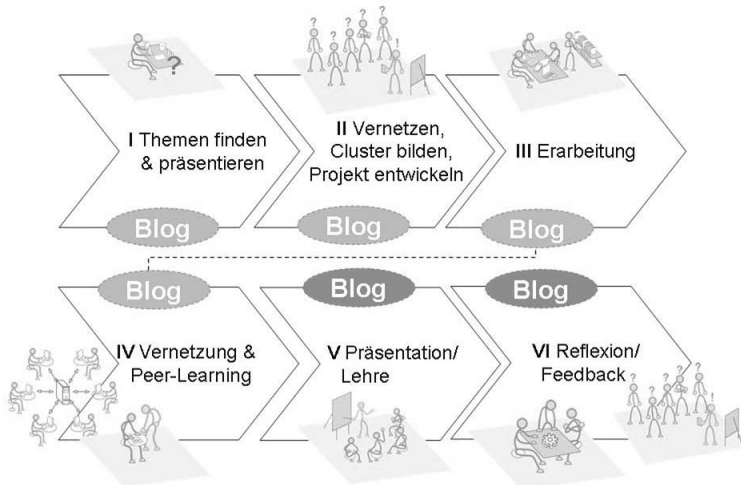 I Themen finden
& präsentieren
II Vernetzen,
Cluster bilden,
Projekt entwickeln
III Erarbeitung
Blog
Blog
Blog
Blog
Blog
Blog
IV Vernetzung &
Peer-Learning
V Präsentation/
Lehre
VI Reflexion/
Feedback